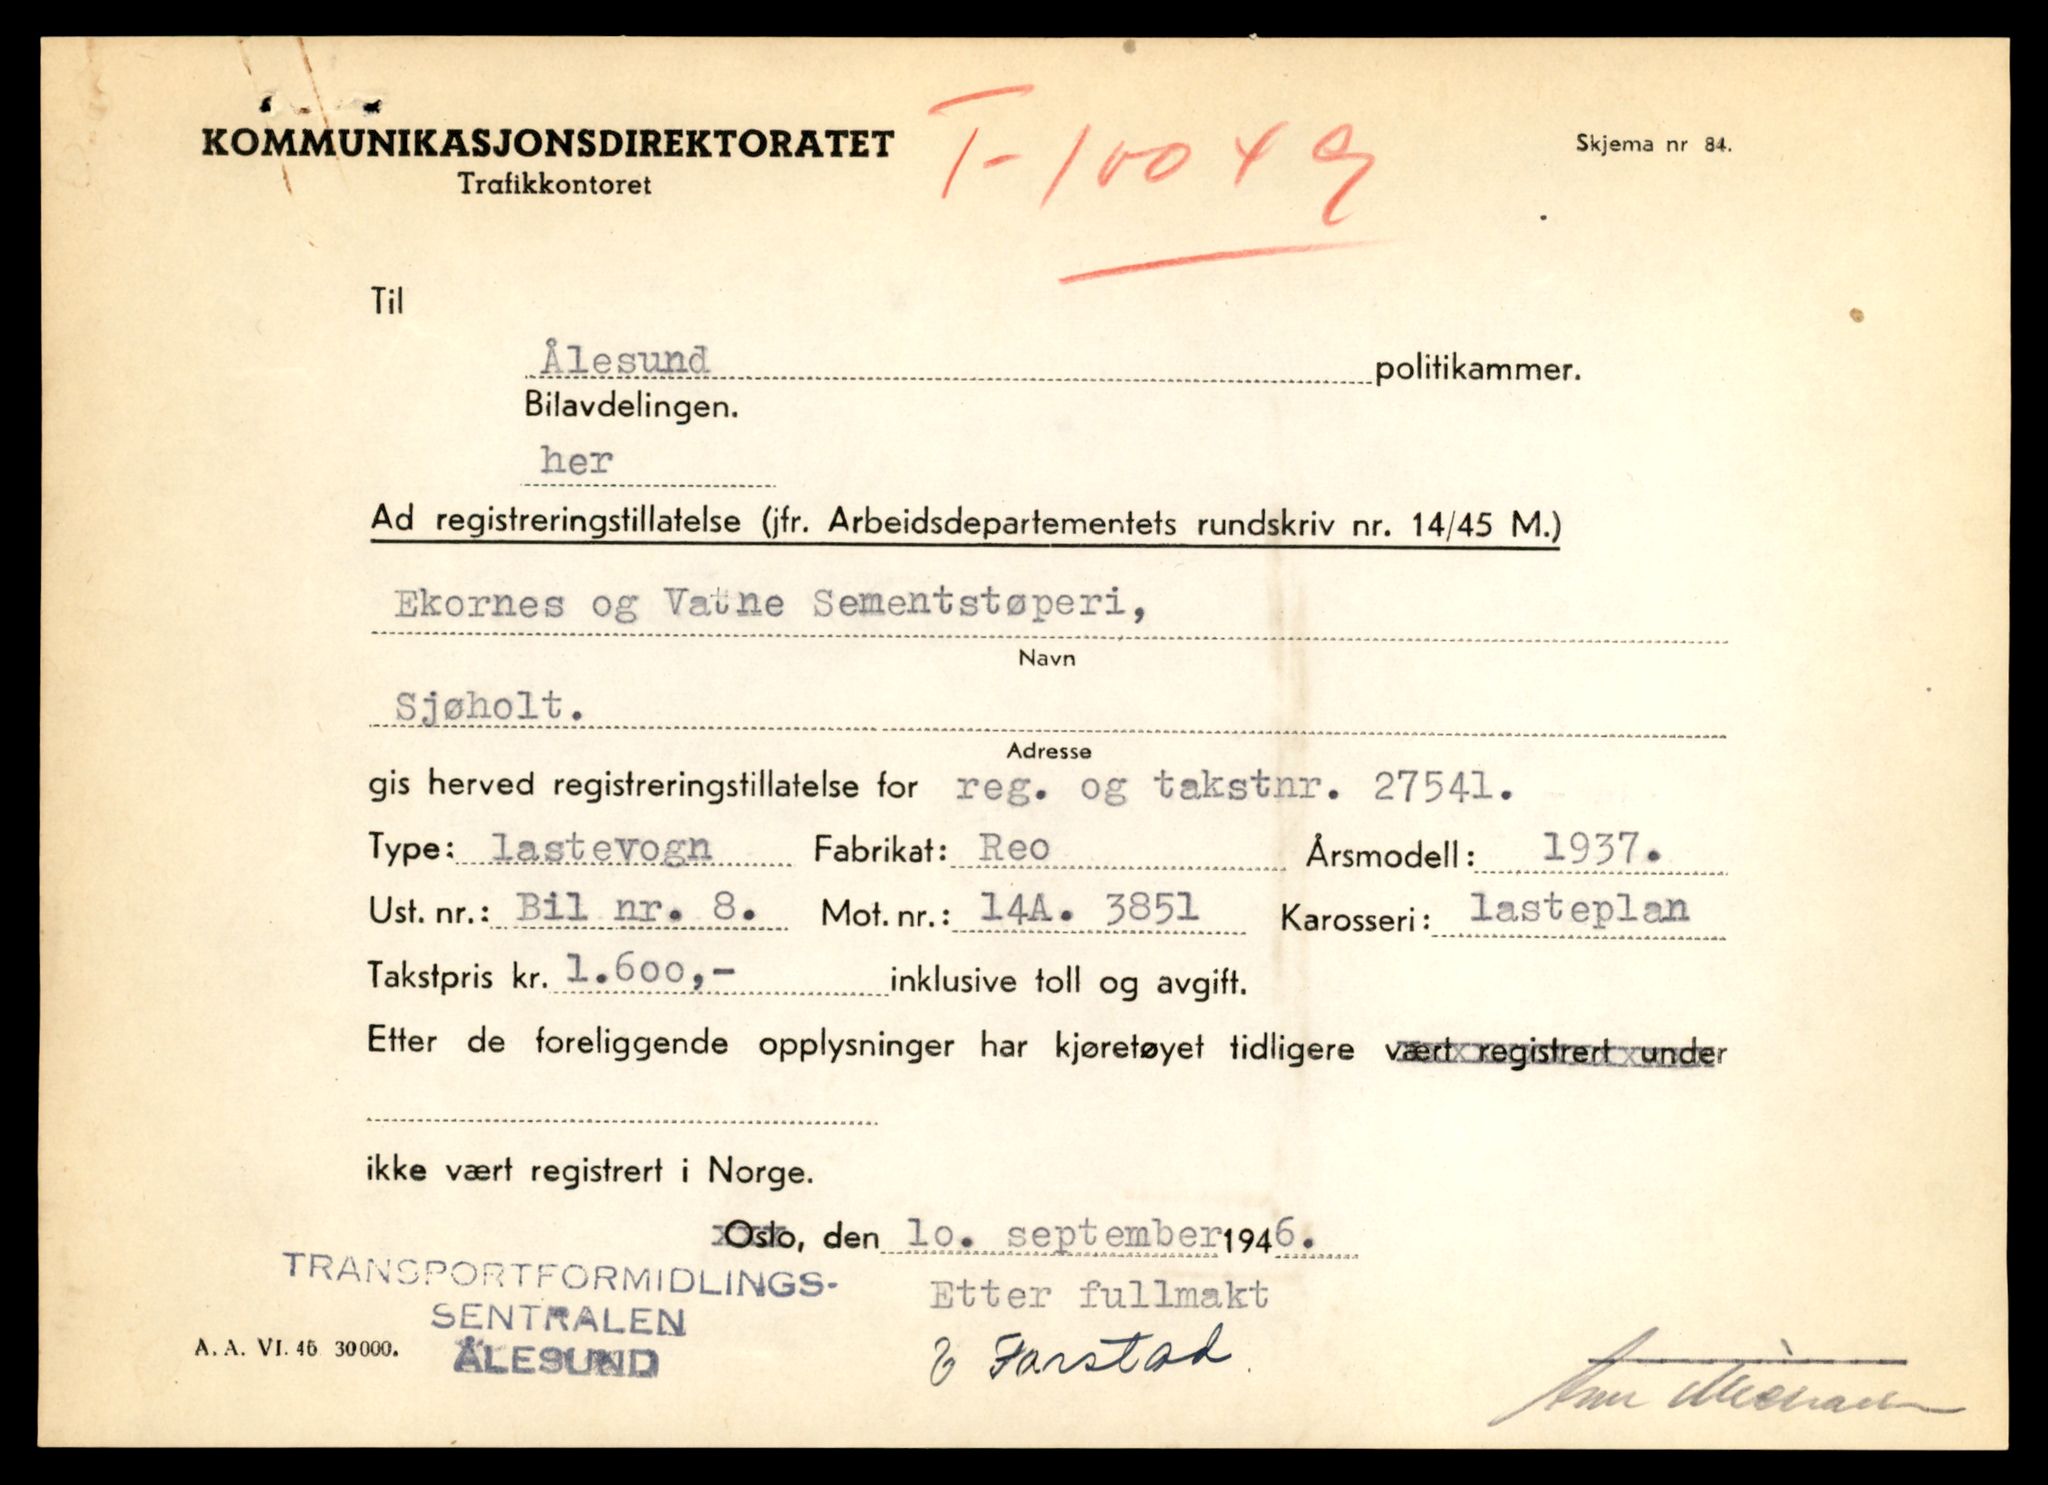 KOMMUNIKASJONSDIREKTORATET
Trafikkontoret
T-10049
Skjema nr 84.
Til
Ålesund politikammer.
Bilavdelingen.
her
Ad registreringstillatelse (jfr. Arbeidsdepartementets rundskriv nr. 14/45 M.)
Ekornes og Vatne Sementstøperi,
Navn
Sjøholt.
Adresse
gis herved registreringstillatelse for reg. og takstnr. 27541.
Type: lastevogn Fabrikat: Reo Årsmodell: 1937.
Ust. nr.: Bil nr. 8. Mot. nr.: 14A. 3851 Karosseri: lasteplan
Takstpris kr. 1.600,- inklusive toll og avgift.
Etter de foreliggende opplysninger har kjøretøyet tidligere vært registrert under
ikke vært registrert i Norge.
Oslo, den 10. september 1946.
TRANSPORTFORMIDLINGS-
SENTRALEN
ÅLESUND
Etter fullmakt
E Farstad
A. A. VI. 46 30000.